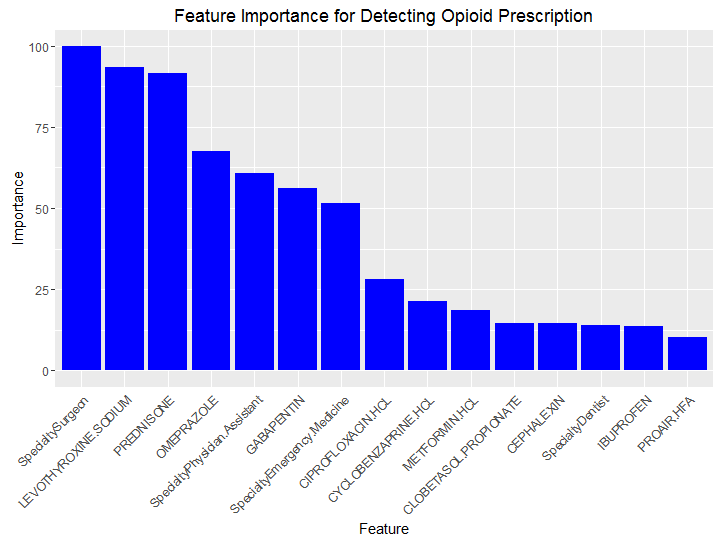 Feature Importance for Detecting Opioid Prescription
100
75
50
25
0
Importance
SpecialtySurgeon
LEVOTHYROXINE.SODIUM
PREDNISONE
OMEPRAZOLE
SpecialtyPhysician.Assistant
GABAPENTIN
SpecialtyEmergency.Medicine
CIPROFLOXACIN.HCL
CYCLOBENZAPRINE.HCL
METFORMIN.HCL
CLOBETASOL.PROPIONATE
CEPHALEXIN
SpecialtyDentist
IBUPROFEN
PROAIR.HFA
Feature